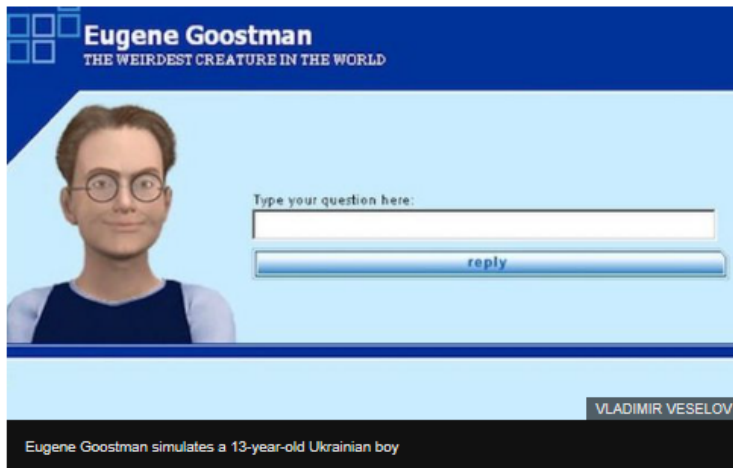 Eugene Goostman
THE WEIRDEST CREATURE IN THE WORLD
Type your question here:
reply
VLADIMIR VESELOV
Eugene Goostman simulates a 13-year-old Ukrainian boy